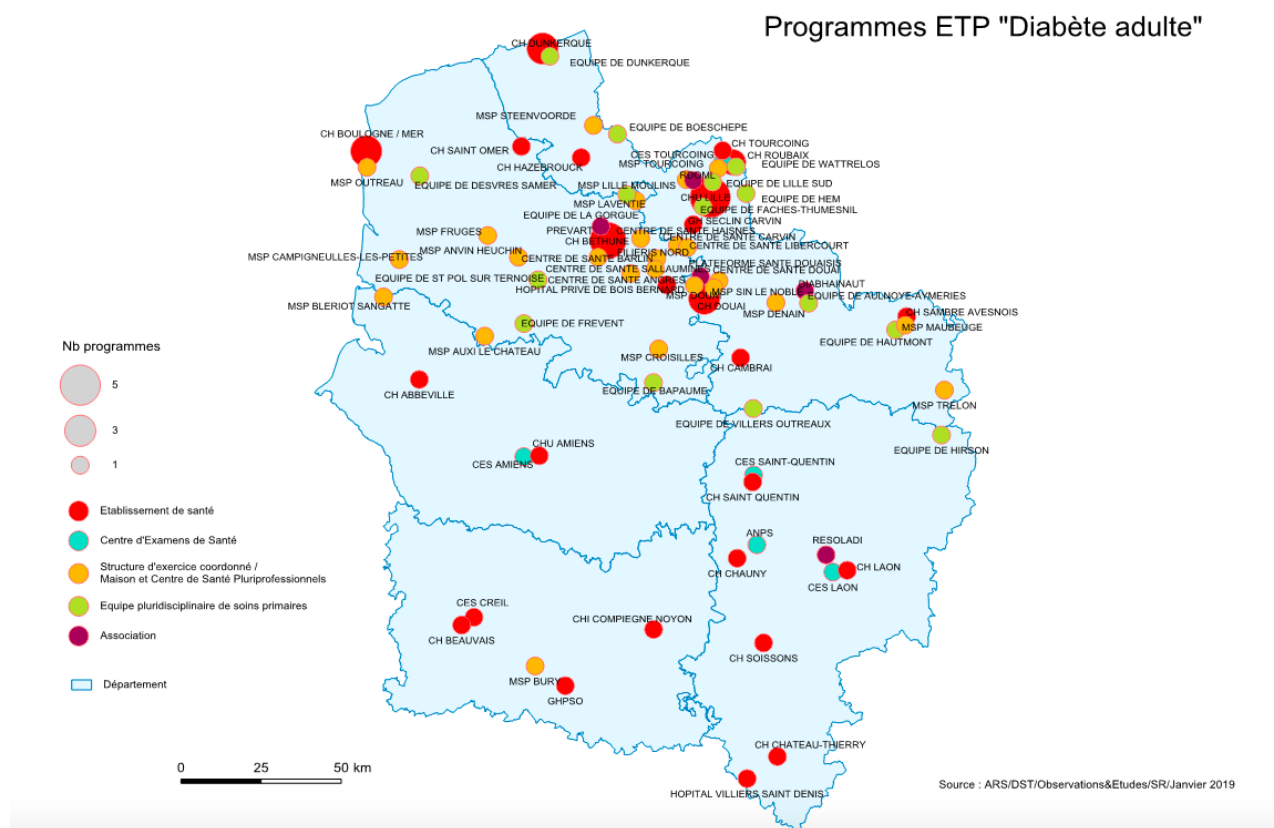 Programmes ETP "Diabète adulte"
CH DUNKERQUE
EQUIPE DE DUNKERQUE
MSP STEENVOORDE
EQUIPE DE BOESCHEPE
CH BOULOGNE / MER
CH SAINT OMER
CH HAZEBROUCK
CH TOURCOING
CES TOURCOING
CH ROUBAIX
MSP TOURCOING
EQUIPE DE WATTRELOS
MSP OUTREAU
EQUIPE DE DESVRES SAMER
RDOML
MSP LILLE MOULINS
EQUIPE DE LILLE SUD
CHU LILLE
EQUIPE DE HEM
MSP LAVENTIE
EQUIPE DE FACHES-THUMESNIL
EQUIPE DE LA GORGUE
CH SECLIN CARVIN
PREVART
CENTRE DE SANTE HAISNES
MSP FRUGES
CH BETHUNE
CENTRE DE SANTE CARVIN
CENTRE DE SANTE LIBERCOURT
MSP ANVIN HEUCHIN
FILIERIS NORD
MSP CAMPIGNEULLES-LES-PETITES
CENTRE DE SANTE BARLIN
PLATEFORME SANTE DOUAISIS
CENTRE DE SANTE SALLAUMINES
CENTRE DE SANTE DOUAI
EQUIPE DE ST POL SUR TERNOISE
CENTRE DE SANTE ANGRES
HOPITAL PRIVE DE BOIS BERNARD
DIABHAINAUT
MSP SIN LE NOBLE
MSP DOUAI
EQUIPE DE AULNOYE-AYMERIES
MSP BLERIOT SANGATTE
CH DOUAI
MSP DENAIN
CH SAMBRE AVESNOIS
EQUIPE DE FREVENT
MSP MAUBEUGE
EQUIPE DE HAUTMONT
MSP AUXI LE CHATEAU
MSP CROISILLES
CH CAMBRAI
CH ABBEVILLE
EQUIPE DE BAPAUME
MSP TRÉLON
EQUIPE DE VILLERS OUTREAUX
CHU AMIENS
EQUIPE DE HIRSON
CES AMIENS
CES SAINT-QUENTIN
CH SAINT QUENTIN
ANPS
RESOLADI
CH CHAUNY
CH LAON
CES LAON
CES CREIL
CHI COMPIEGNE NOYON
CH BEAUVAIS
CH SOISSONS
MSP BURY
GHPSO
CH CHATEAU-THIERRY
HOPITAL VILLIERS SAINT DENIS
Nb programmes
5
3
1
Etablissement de santé
Centre d'Examens de Santé
Structure d'exercice coordonné /
Maison et Centre de Santé Pluriprofessionnels
Equipe pluridisciplinaire de soins primaires
Association
Département
0 25 50 km
Source : ARS/DST/Observations&Etudes/SR/Janvier 2019